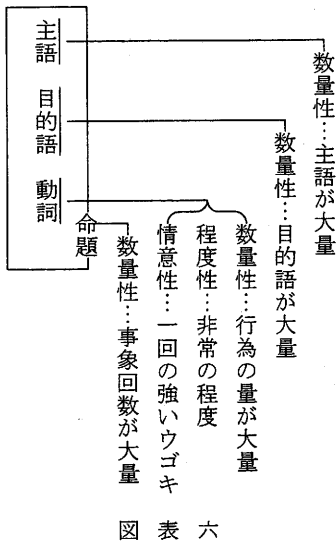 数量性…主語が大量
数量性…目的語が大量
数量性…行為の量が大量
程度性…非常の程度
情意性…一回の強いウゴキ
数量性…事象回数が大量
主語
目的語
動詞
命題
図表六